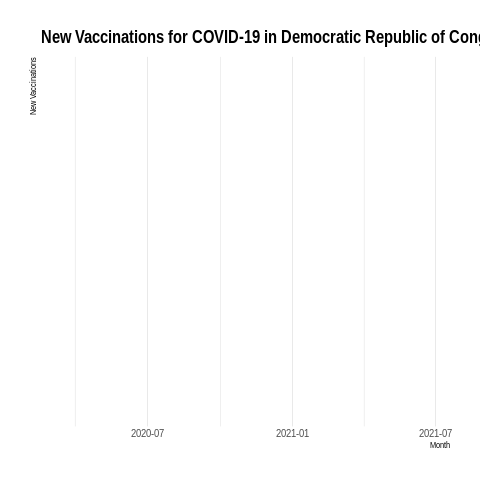 New Vaccinations for COVID-19 in Democratic Republic of Cong
New Vaccinations
2020-07
2021-01
2021-07
Month